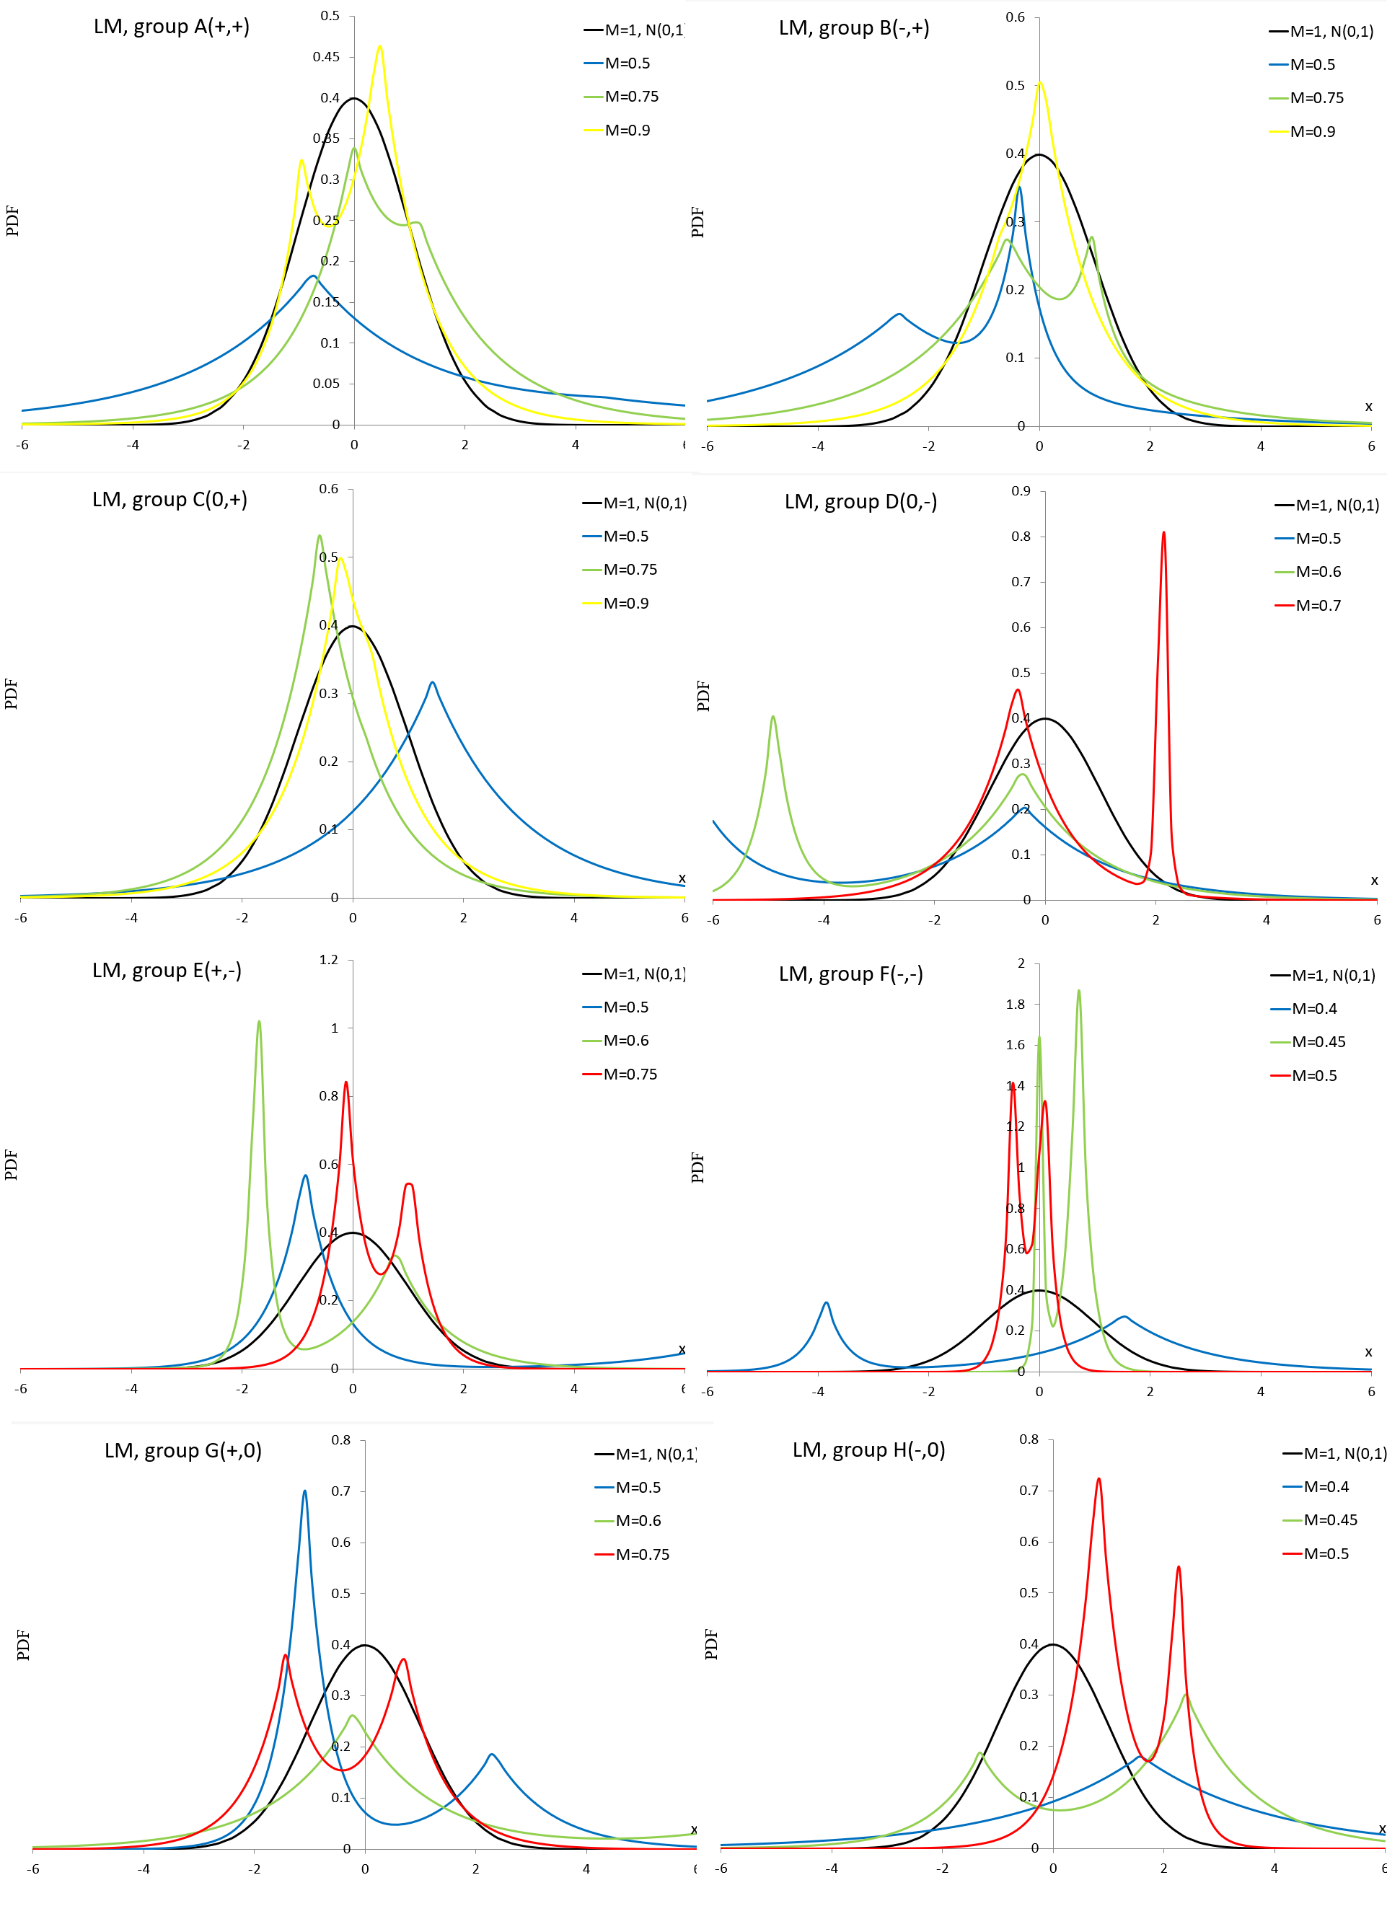 LM, group A(+,+)
M=1, N(0,1)
M=0.5
M=0.75
M=0.9
PDF
0.5
0.45
0.4
0.35
0.3
0.25
0.2
0.15
0.1
0.05
0
-6
-4
-2
0
2
4
6
LM, group B(-,+)
M=1, N(0,1)
M=0.5
M=0.75
M=0.9
PDF
0.6
0.5
0.4
0.3
0.2
0.1
0
x
-6
-4
-2
0
2
4
6
LM, group C(0,+)
M=1, N(0,1)
M=0.5
M=0.75
M=0.9
PDF
0.6
0.5
0.4
0.3
0.2
0.1
0
x
-6
-4
-2
0
2
4
6
LM, group D(0,-)
M=1, N(0,1)
M=0.5
M=0.6
M=0.7
PDF
0.9
0.8
0.7
0.6
0.5
0.4
0.3
0.2
0.1
0
x
-6
-4
-2
0
2
4
6
LM, group E(+,-)
M=1, N(0,1)
M=0.5
M=0.6
M=0.75
PDF
1.2
1
0.8
0.6
0.4
0.2
0
x
-6
-4
-2
0
2
4
6
LM, group F(-,-)
M=1, N(0,1)
M=0.4
M=0.45
M=0.5
PDF
2
1.8
1.6
1.4
1.2
1
0.8
0.6
0.4
0.2
0
x
-6
-4
-2
0
2
4
6
LM, group G(+,0)
M=1, N(0,1)
M=0.5
M=0.6
M=0.75
PDF
0.8
0.7
0.6
0.5
0.4
0.3
0.2
0.1
0
x
-6
-4
-2
0
2
4
6
LM, group H(-,0)
M=1, N(0,1)
M=0.4
M=0.45
M=0.5
PDF
0.8
0.7
0.6
0.5
0.4
0.3
0.2
0.1
0
x
-6
-4
-2
0
2
4
6